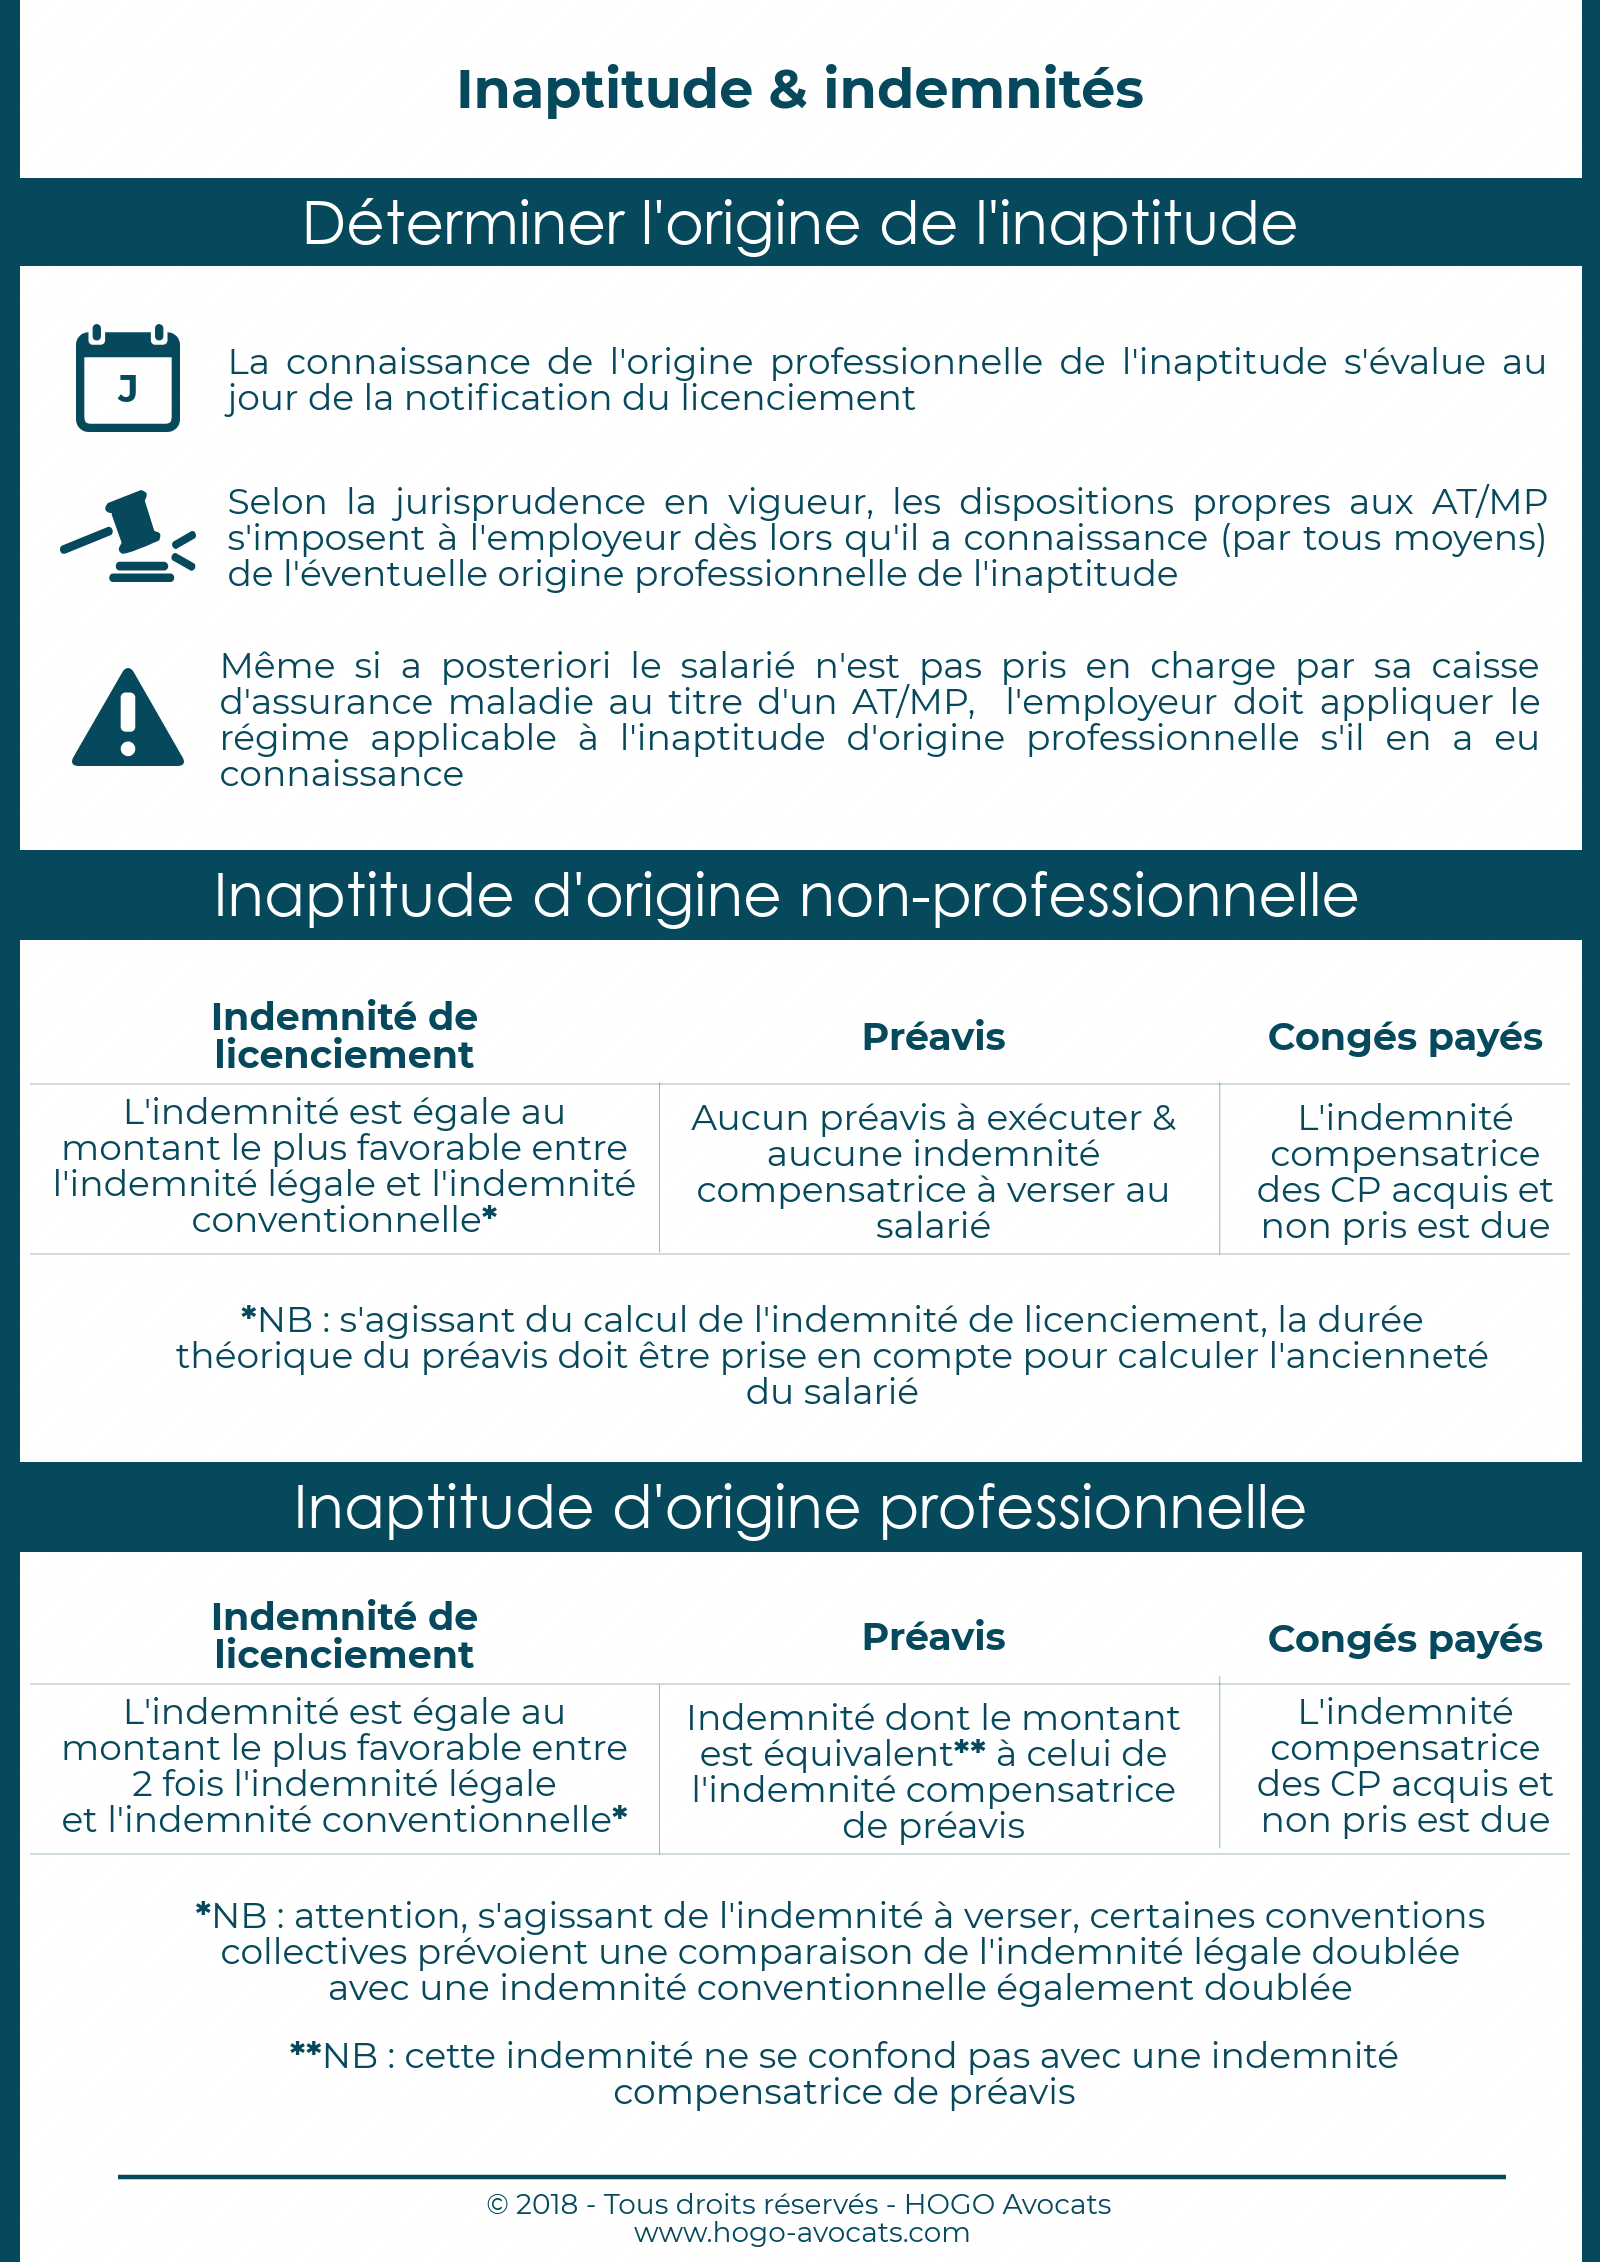 Inaptitude & indemnités
Déterminer l'origine de l'inaptitude
J
La connaissance de l'origine professionnelle de l'inaptitude s'évalue au
jour de la notification du licenciement
Selon la jurisprudence en vigueur, les dispositions propres aux AT/MP
s'imposent à l'employeur dès lors qu'il a connaissance (par tous moyens)
de l'éventuelle origine professionnelle de l'inaptitude
Même si a posteriori le salarié n'est pas pris en charge par sa caisse
d'assurance maladie au titre d'un AT/MP, l'employeur doit appliquer le
régime applicable à l'inaptitude d'origine professionnelle s'il en a eu
connaissance
Inaptitude d'origine non-professionnelle
Indemnité de
licenciement
Préavis
Congés payés
L'indemnité est égale au
montant le plus favorable entre
l'indemnité légale et l'indemnité
conventionnelle*
Aucun préavis à exécuter &
aucune indemnité
compensatrice à verser au
salarié
L'indemnité
compensatrice
des CP acquis et
non pris est due
*NB : s'agissant du calcul de l'indemnité de licenciement, la durée
théorique du préavis doit être prise en compte pour calculer l'ancienneté
du salarié
Inaptitude d'origine professionnelle
Indemnité de
licenciement
Préavis
Congés payés
L'indemnité est égale au
montant le plus favorable entre
2 fois l'indemnité légale
et l'indemnité conventionnelle*
Indemnité dont le montant
est équivalent** à celui de
l'indemnité compensatrice
de préavis
L'indemnité
compensatrice
des CP acquis et
non pris est due
*NB : attention, s'agissant de l'indemnité à verser, certaines conventions
collectives prévoient une comparaison de l'indemnité légale doublée
avec une indemnité conventionnelle également doublée
**NB : cette indemnité ne se confond pas avec une indemnité
compensatrice de préavis
© 2018 - Tous droits réservés - HOGO Avocats
www.hogo-avocats.com